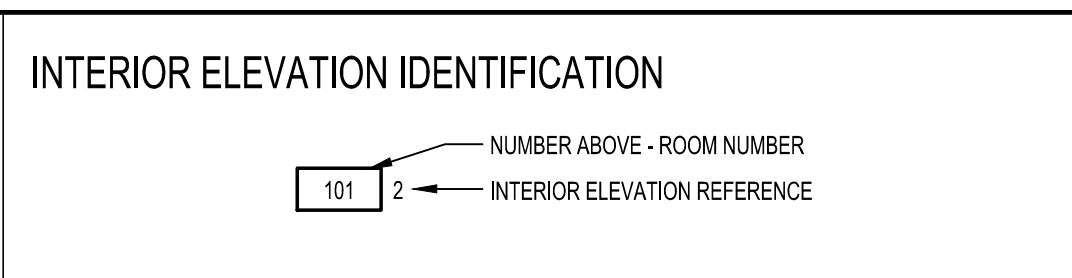 INTERIOR ELEVATION IDENTIFICATION
NUMBER ABOVE - ROOM NUMBER
101 2 INTERIOR ELEVATION REFERENCE